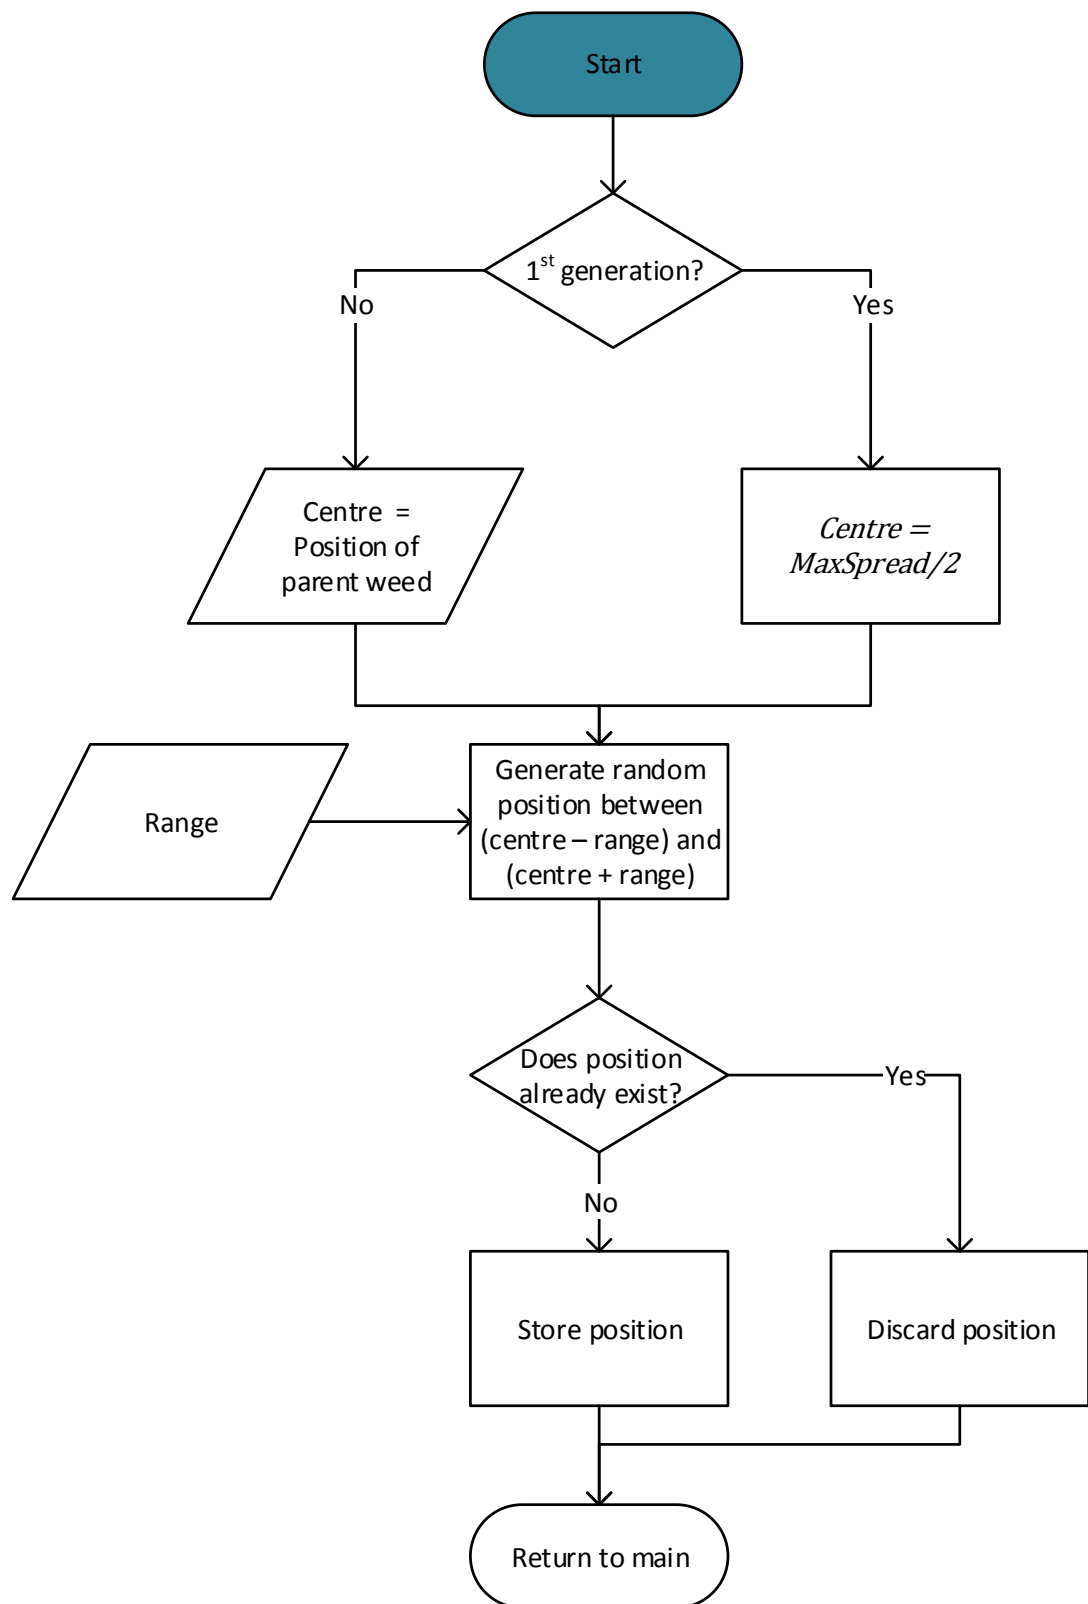 Start
1st generation?
No
Yes
Centre =
Position of
parent weed
Centre =
MaxSpread/2
Range
Generate random
position between
(centre – range) and
(centre + range)
Does position
already exist?
Yes
No
Store position
Discard position
Return to main